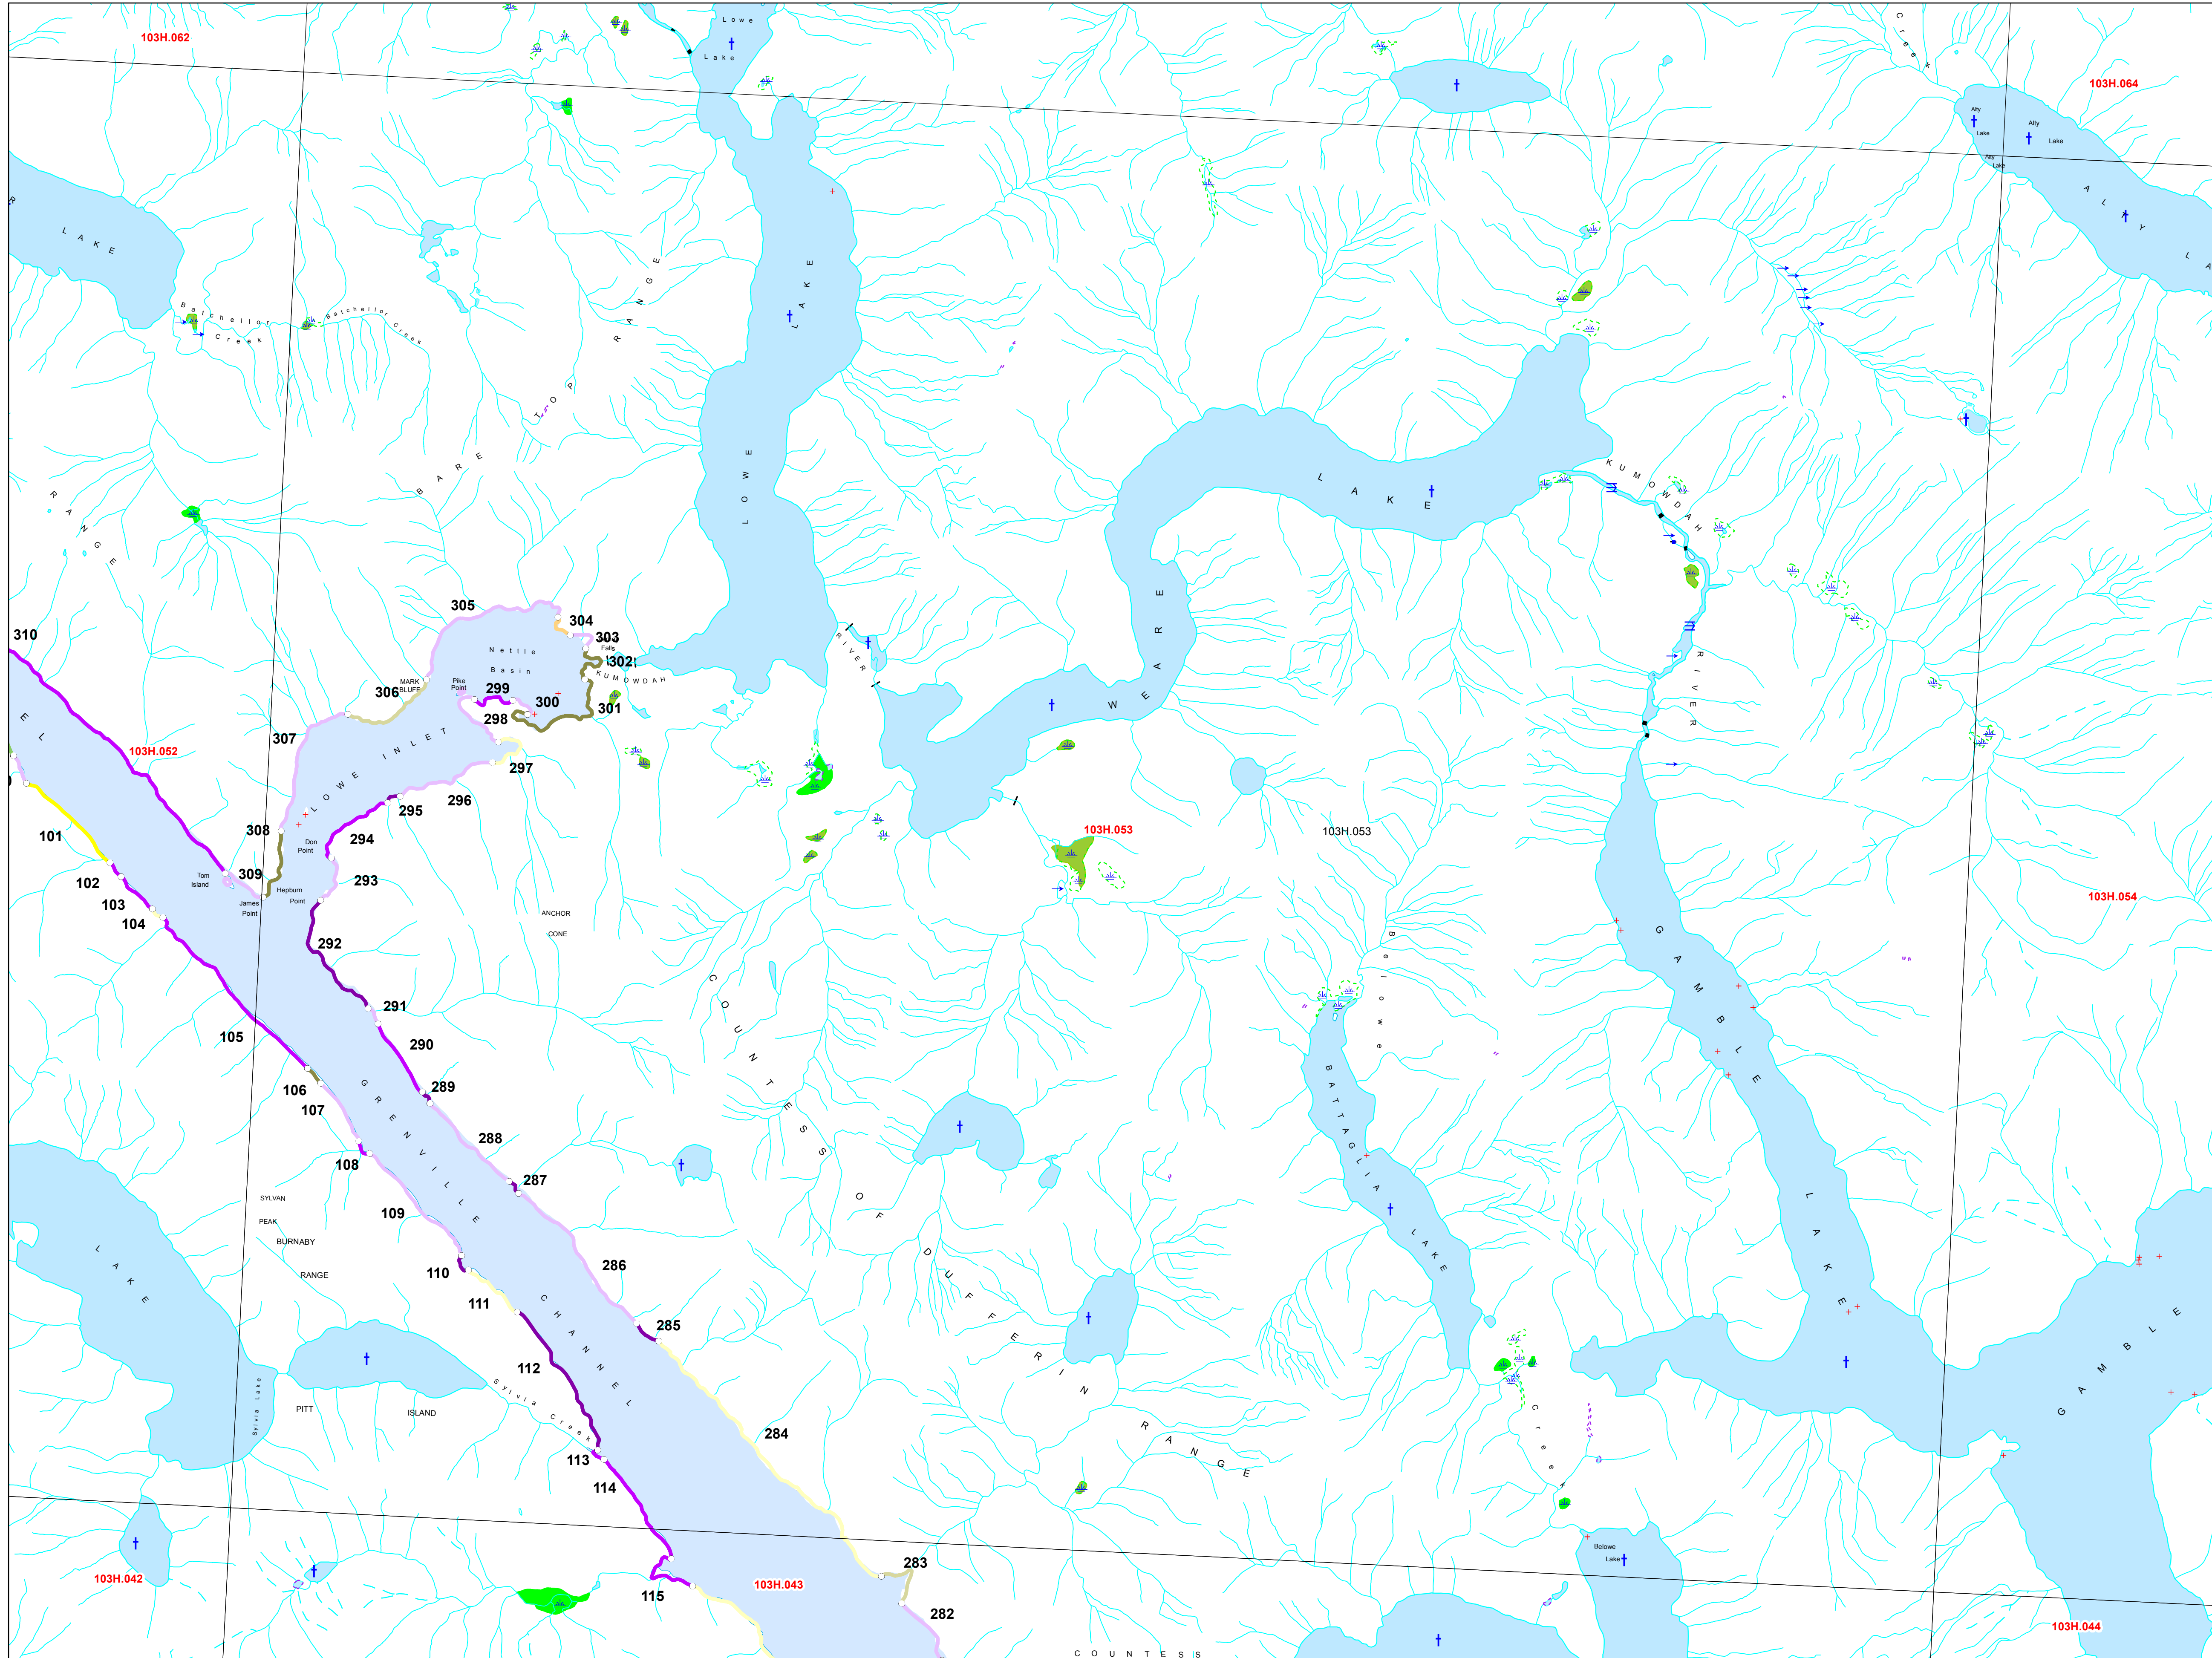 103H.062
Lowe
Lake
Creek
103H.064
Alty
Lake
Alty
Lake
Alty
Lake
ALTY LA
R LAKE
Batchellor
Creek
Batchellor Creek
BARE TOP RANGE
LOWE LAKE
RANGE
WEARE LAKE
KUMOWDAH
RIVER
310
305
304
303
Falls
302
KUMOWDAH
RIVER
Nettle
Basin
MARK
BLUFF
306
Pike
Point
299
300
301
298
307
EL
103H.052
LOWE INLET
297
296
295
308
294
Don
Point
101
293
309
Tom
Island
Hepburn
Point
James
Point
102
103
104
103H.053
103H.053
103H.054
ANCHOR
CONE
292
291
290
105
289
106
107
288
108
287
109
GRENVILLE
CHANNEL
COUNTESS OF DUFFERIN RANGE
Belowe
Creek
BATTAGLIA LAKE
GAMBLE LAKE
GAMBLE
SYLVAN
PEAK
BURNABY
RANGE
LAKE
286
110
111
285
112
Sylvia Lake
Sylvia Creek
PITT
ISLAND
284
113
114
283
115
282
103H.042
103H.043
Belowe
Lake
103H.044
COUNTESS